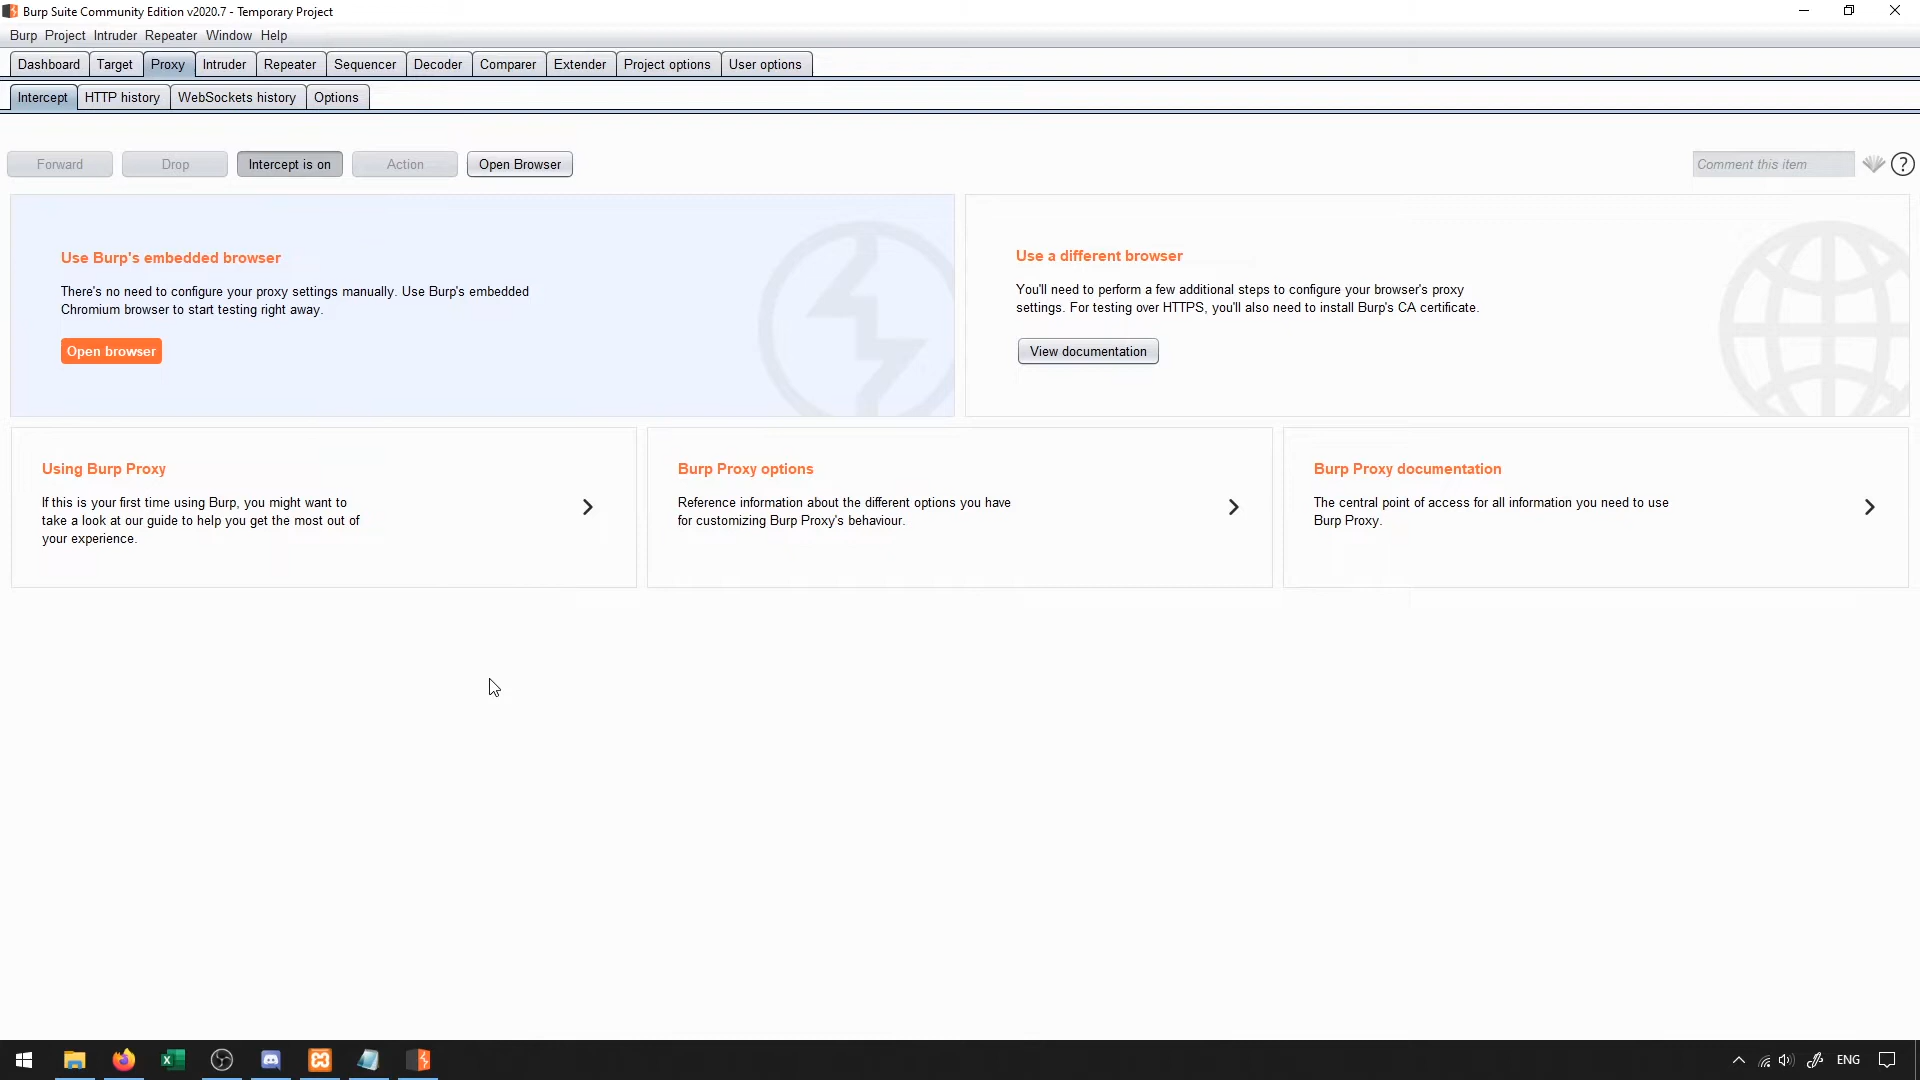 Burp Suite Community Edition v2020.7 - Temporary Project
Burp Project Intruder Repeater Window Help
Dashboard Target Proxy Intruder Repeater Sequencer Decoder Comparer Extender Project options User options
Intercept HTTP history WebSockets history Options
Forward Drop Intercept is on Action Open Browser Comment this item ?
Use Burp's embedded browser
There's no need to configure your proxy settings manually. Use Burp's embedded
Chromium browser to start testing right away.
Open browser
Use a different browser
You'll need to perform a few additional steps to configure your browser's proxy
settings. For testing over HTTPS, you'll also need to install Burp's CA certificate.
View documentation
Using Burp Proxy
If this is your first time using Burp, you might want to
take a look at our guide to help you get the most out of
your experience.
Burp Proxy options
Reference information about the different options you have
for customizing Burp Proxy's behaviour.
Burp Proxy documentation
The central point of access for all information you need to use
Burp Proxy.
ENG